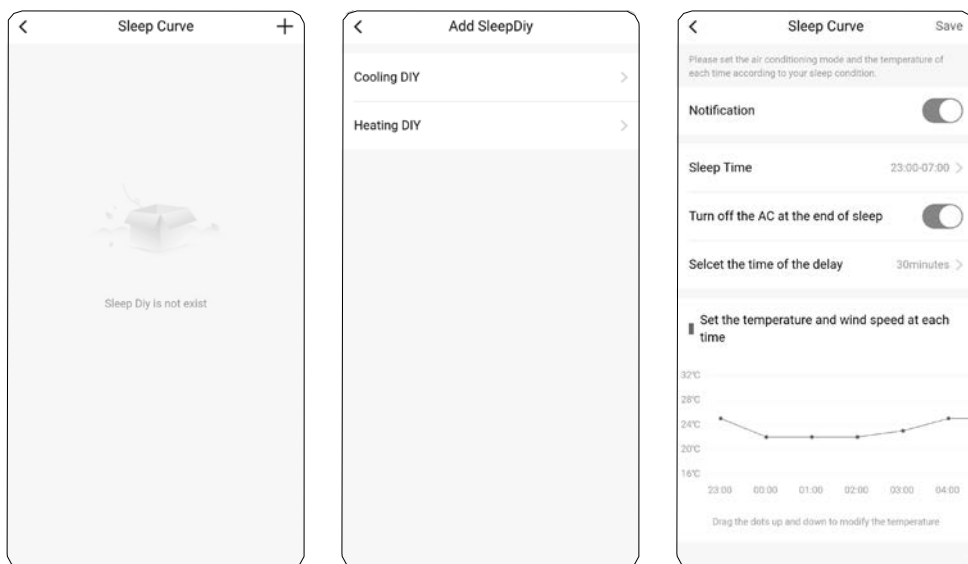 Sleep Curve
Sleep Diy is not exist
Add SleepDiy
Cooling DIY
Heating DIY
Sleep Curve Save
Please set the air conditioning mode and the temperature of
each time according to your sleep condition.
Notification
Sleep Time 23:00-07:00
Turn off the AC at the end of sleep
Selcet the time of the delay 30minutes
Set the temperature and wind speed at each
time
32℃
28℃
24℃
20℃
16℃
23:00 00:00 01:00 02:00 03:00 04:00
Drag the dots up and down to modify the temperature